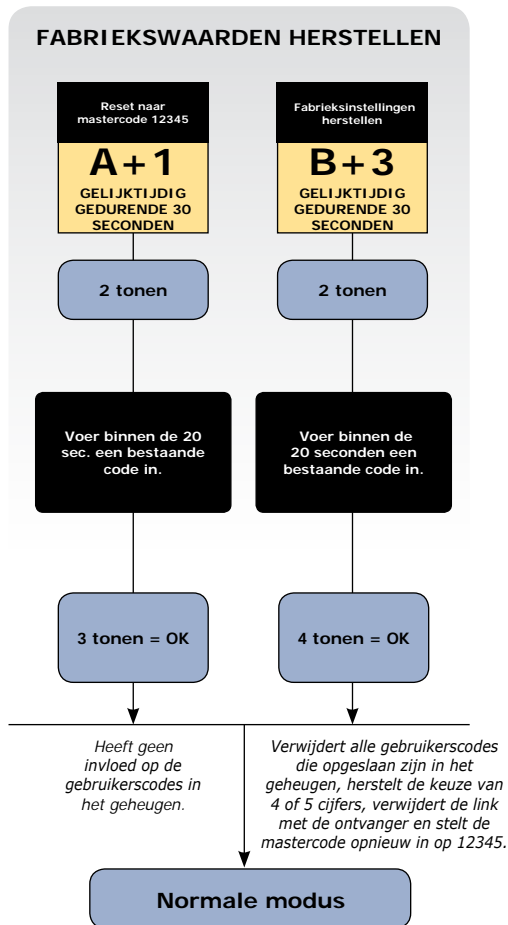 FABRIEKSWAARDEN HERSTELLEN
Reset naar
mastercode 12345
A+1
GELIJKTIJDIG
GEDURENDE 30
SECONDEN
2 tonen
Voer binnen de 20
sec. een bestaande
code in.
3 tonen = OK
Heeft geen
invloed op de
gebruikerscodes in
het geheugen.
Fabrieksinstellingen
herstellen
B+3
GELIJKTIJDIG
GEDURENDE 30
SECONDEN
2 tonen
Voer binnen de
20 seconden een
bestaande code in.
4 tonen = OK
Verwijdert alle gebruikerscodes
die opgeslaan zijn in het
geheugen, herstelt de keuze van
4 of 5 cijfers, verwijdert de link
met de ontvanger en stelt de
mastercode opnieuw in op 12345.
Normale modus